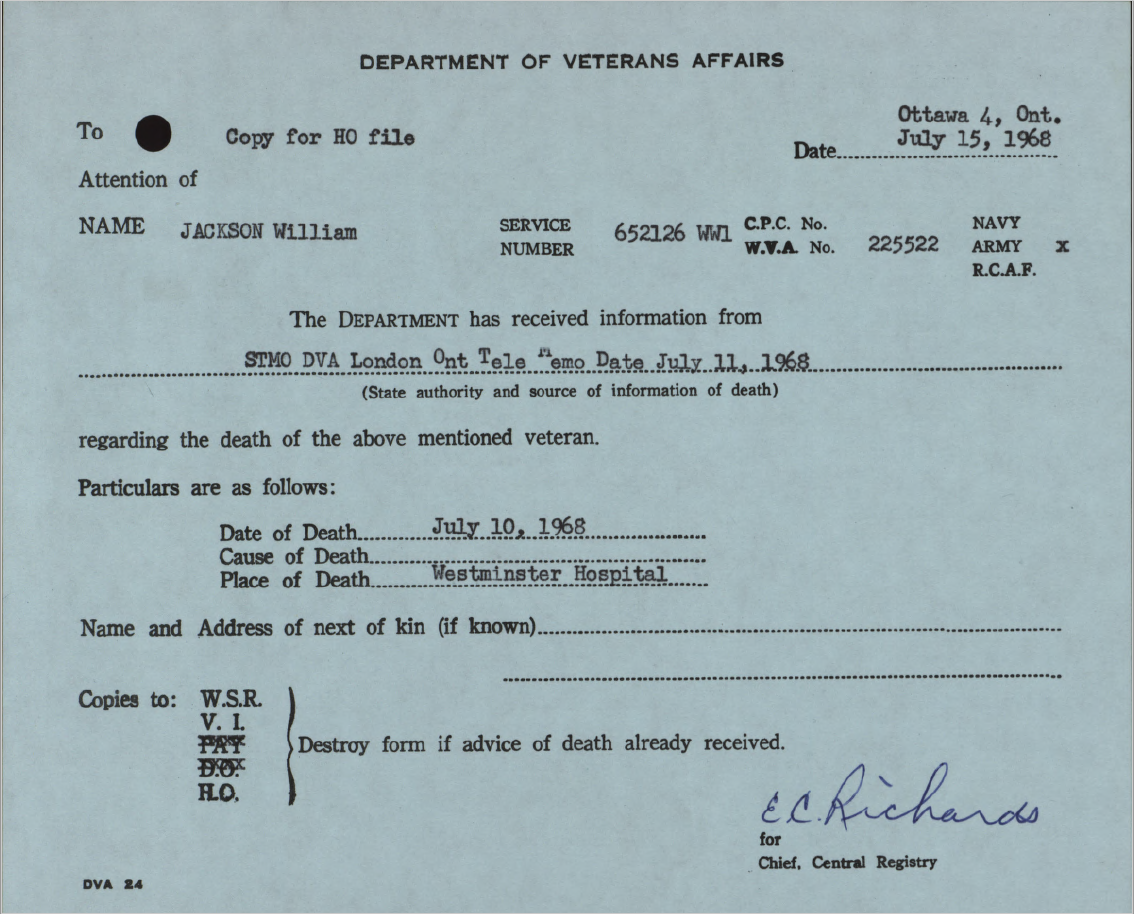 DEPARTMENT OF VETERANS AFFAIRS
Ottawa 4, Ont.
To Copy for HO file
Date July 15, 1968
Attention of
NAME JACKSON William SERVICE NUMBER 652126 WW1 C.P.C. No. NAVY
W.V.A. No. 225522 ARMY X
R.C.A.F.
The DEPARTMENT has received information from
STMO DVA London Ont Tele Memo Date July 11, 1968
(State authority and source of information of death)
regarding the death of the above mentioned veteran.
Particulars are as follows:
Date of Death July 10, 1968
Cause of Death
Place of Death Westminster Hospital
Name and Address of next of kin (if known)
Copies to: W.S.R.
V. I.
PAY
Destroy form if advice of death already received.
D.O.
H.O.
E.C. Richards
for
Chief, Central Registry
DVA 24